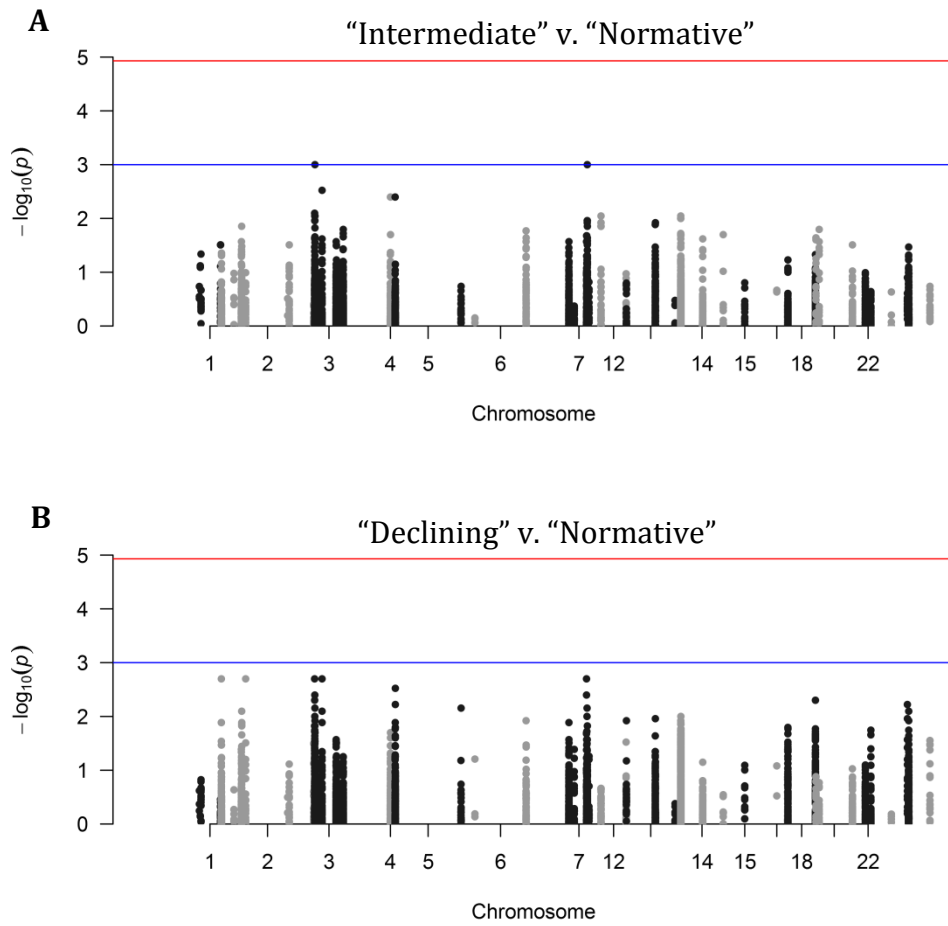 A
“Intermediate” v. “Normative”
5
4
3
2
1
0
− log10(p)
1 2 3 4 5 6 7 12 14 15 18 22
Chromosome
B
“Declining” v. “Normative”
5
4
3
2
1
0
− log10(p)
1 2 3 4 5 6 7 12 14 15 18 22
Chromosome